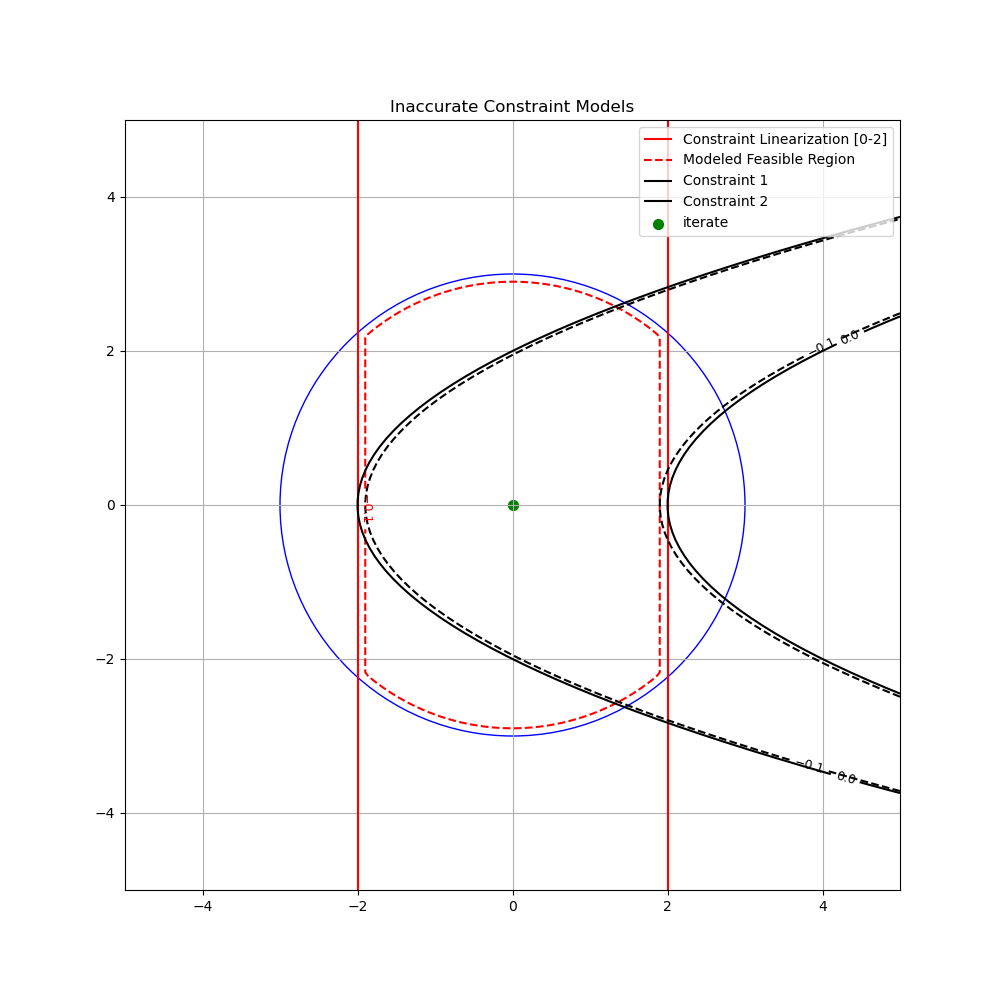 Inaccurate Constraint Models
Constraint Linearization [0-2]
Modeled Feasible Region
Constraint 1
Constraint 2
iterate
4
2
0
−2
−4
−0.1
0.0
−0.1
0.0
−4
−2
0
2
4